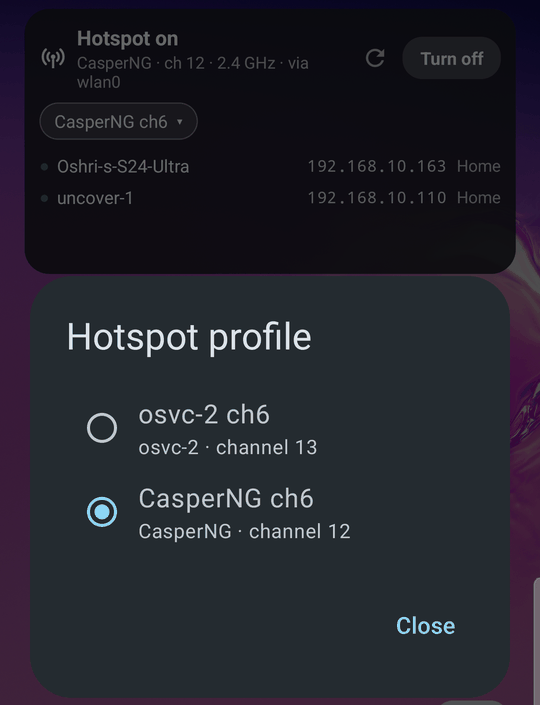 Hotspot on
CasperNG · ch 12 · 2.4 GHz · via
wlan0
Turn off
CasperNG ch6 ▾
Oshri-s-S24-Ultra 192.168.10.163 Home
uncover-1 192.168.10.110 Home
Hotspot profile
osvc-2 ch6
osvc-2 · channel 13
CasperNG ch6
CasperNG · channel 12
Close